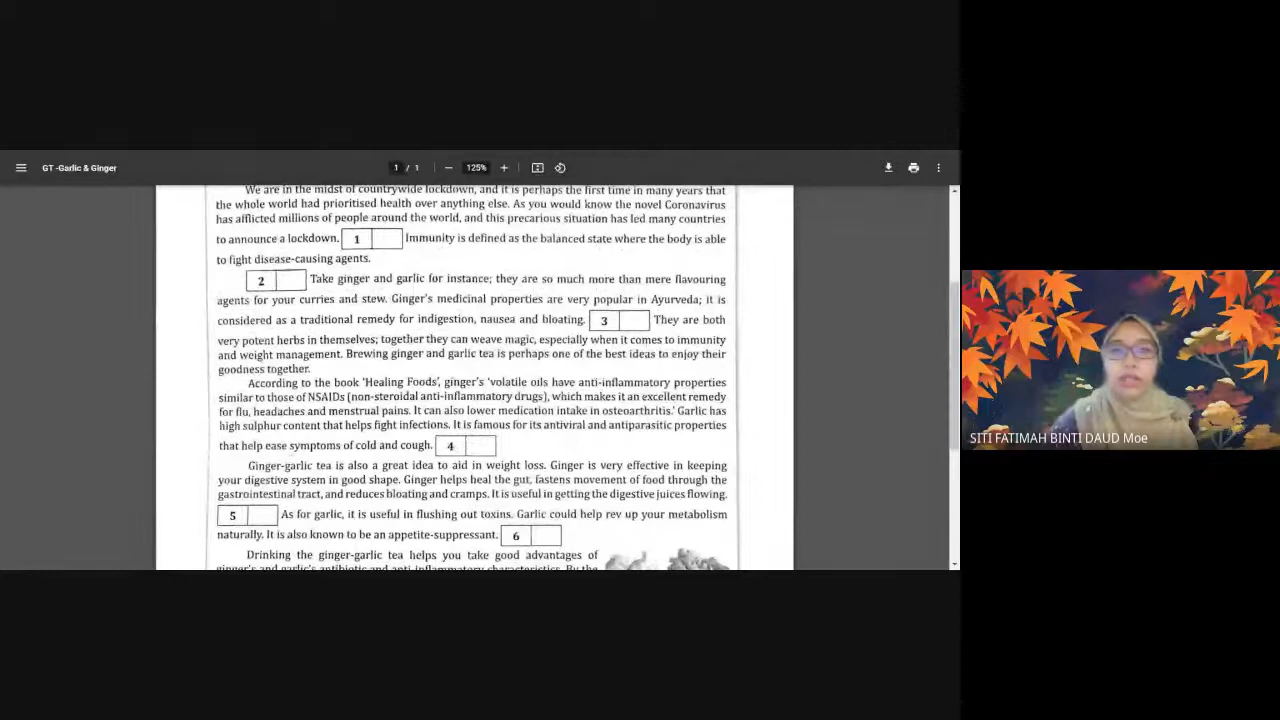 GT -Garlic & Ginger
1 / 1
125%
We are in the midst of countrywide lockdown, and it is perhaps the first time in many years that
the whole world had prioritised health over anything else. As you would know the novel Coronavirus
has afflicted millions of people around the world, and this precarious situation has led many countries
to announce a lockdown. 1 Immunity is defined as the balanced state where the body is able
to fight disease-causing agents.
2 Take ginger and garlic for instance; they are so much more than mere flavouring
agents for your curries and stew. Ginger's medicinal properties are very popular in Ayurveda; it is
considered as a traditional remedy for indigestion, nausea and bloating. 3 They are both
very potent herbs in themselves; together they can weave magic, especially when it comes to immunity
and weight management. Brewing ginger and garlic tea is perhaps one of the best ideas to enjoy their
goodness together.
According to the book 'Healing Foods', ginger's 'volatile oils have anti-inflammatory properties
similar to those of NSAIDs (non-steroidal anti-inflammatory drugs), which makes it an excellent remedy
for flu, headaches and menstrual pains. It can also lower medication intake in osteoarthritis.' Garlic has
high sulphur content that helps fight infections. It is famous for its antiviral and antiparasitic properties
that help ease symptoms of cold and cough. 4
Ginger-garlic tea is also a great idea to aid in weight loss. Ginger is very effective in keeping
your digestive system in good shape. Ginger helps heal the gut, fastens movement of food through the
gastrointestinal tract, and reduces bloating and cramps. It is useful in getting the digestive juices flowing.
5 As for garlic, it is useful in flushing out toxins. Garlic could help rev up your metabolism
naturally. It is also known to be an appetite-suppressant. 6
Drinking the ginger-garlic tea helps you take good advantages of
ginger's and garlic's antibiotic and anti-inflammatory characteristics. By the
SITI FATIMAH BINTI DAUD Moe